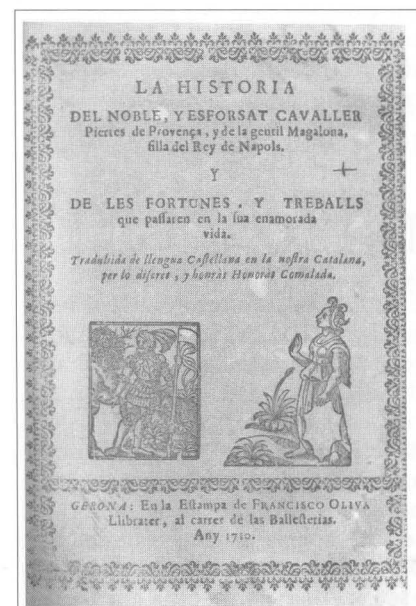 LA HISTORIA
DEL NOBLE, Y ESFORSAT CAVALLER
Pierres de Provença, y de la gentil Magalona,
filla del Rey de Napols.
Y
DE LES FORTUNES, Y TREBALLS
que paſſaren en la ſua enamorada
vida.
Traduhida de llengua Caſtellana en la noſtra Catalana,
per lo diſcret, y honrat Honorat Comalada.
GERONA: En la Eſtampa de FRANCISCO OLIVA
Llibrater, al carrer de las Balleſterias.
Any 1710.